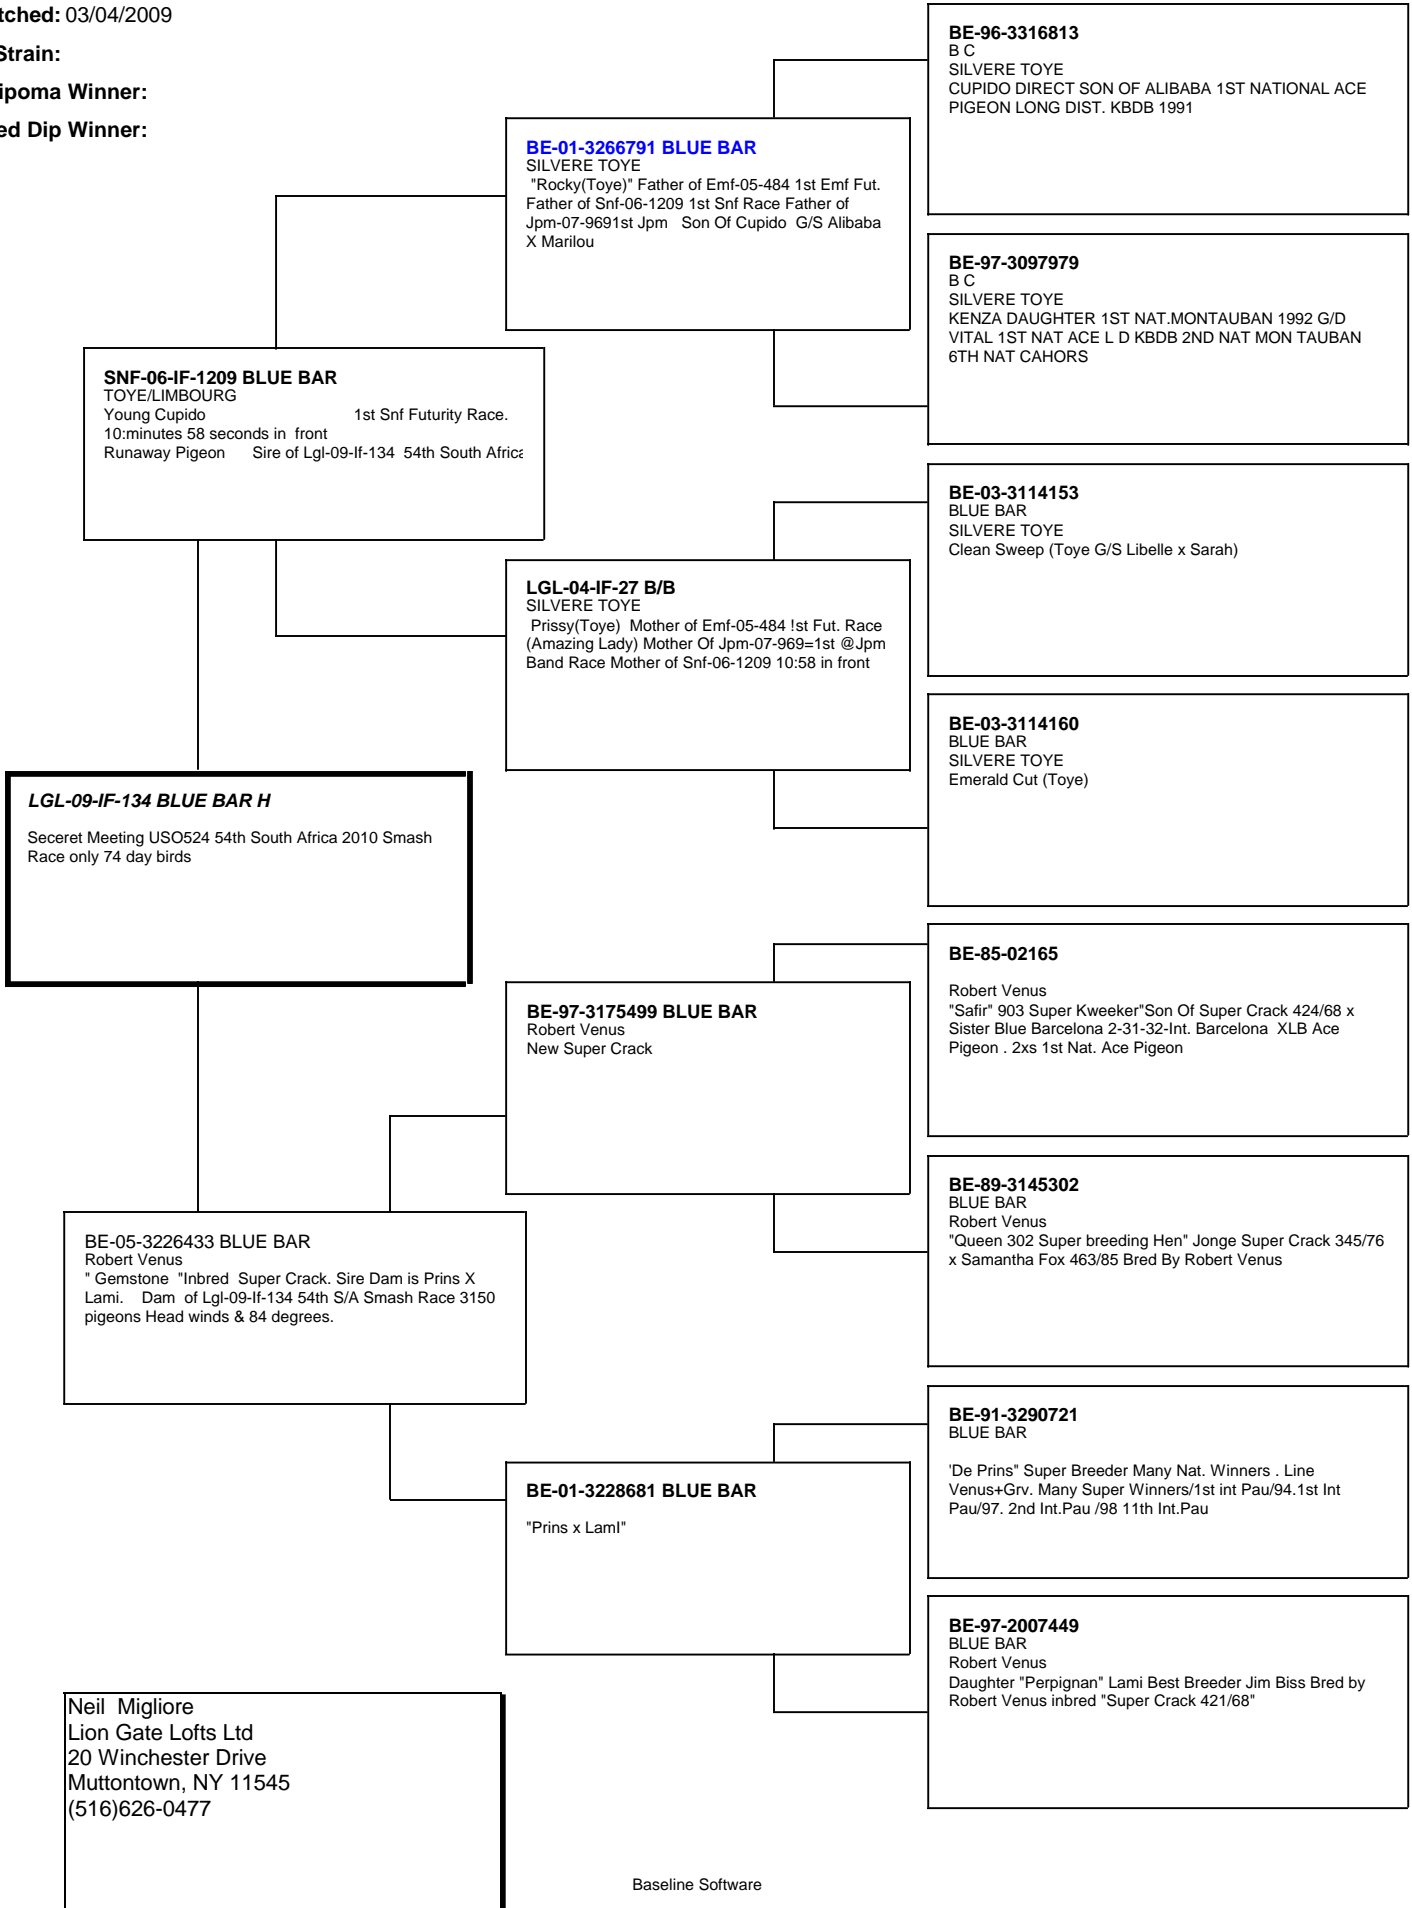 tched: 03/04/2009
Strain:
ipoma Winner:
ed Dip Winner:
BE-96-3316813
B C
SILVERE TOYE
CUPIDO DIRECT SON OF ALIBABA 1ST NATIONAL ACE
PIGEON LONG DIST. KBDB 1991
BE-01-3266791 BLUE BAR
SILVERE TOYE
"Rocky(Toye)" Father of Emf-05-484 1st Emf Fut.
Father of Snf-06-1209 1st Snf Race Father of
Jpm-07-9691st Jpm   Son Of Cupido  G/S Alibaba
X Marilou
BE-97-3097979
B C
SILVERE TOYE
KENZA DAUGHTER 1ST NAT.MONTAUBAN 1992 G/D
VITAL 1ST NAT ACE L D KBDB 2ND NAT MON TAUBAN
6TH NAT CAHORS
SNF-06-IF-1209 BLUE BAR
TOYE/LIMBOURG
Young Cupido                    1st Snf Futurity Race.
10:minutes 58 seconds in  front
Runaway Pigeon      Sire of Lgl-09-If-134  54th South Africa
BE-03-3114153
BLUE BAR
SILVERE TOYE
Clean Sweep (Toye G/S Libelle x Sarah)
LGL-04-IF-27 B/B
SILVERE TOYE
Prissy(Toye)  Mother of Emf-05-484 !st Fut. Race
(Amazing Lady) Mother Of Jpm-07-969=1st @Jpm
Band Race Mother of Snf-06-1209 10:58 in front
BE-03-3114160
BLUE BAR
SILVERE TOYE
Emerald Cut (Toye)
LGL-09-IF-134 BLUE BAR H
Seceret Meeting USO524 54th South Africa 2010 Smash
Race only 74 day birds
BE-85-02165
Robert Venus
"Safir" 903 Super Kweeker"Son Of Super Crack 424/68 x
Sister Blue Barcelona 2-31-32-Int. Barcelona  XLB Ace
Pigeon . 2xs 1st Nat. Ace Pigeon
BE-97-3175499 BLUE BAR
Robert Venus
New Super Crack
BE-89-3145302
BLUE BAR
Robert Venus
"Queen 302 Super breeding Hen" Jonge Super Crack 345/76
x Samantha Fox 463/85 Bred By Robert Venus
BE-05-3226433 BLUE BAR
Robert Venus
" Gemstone  "Inbred  Super Crack. Sire Dam is Prins X
Lami.    Dam  of Lgl-09-If-134 54th S/A Smash Race 3150
pigeons Head winds & 84 degrees.
BE-91-3290721
BLUE BAR
'De Prins" Super Breeder Many Nat. Winners . Line
Venus+Grv. Many Super Winners/1st int Pau/94.1st Int
Pau/97. 2nd Int.Pau /98 11th Int.Pau
BE-01-3228681 BLUE BAR
"Prins x LamI"
BE-97-2007449
BLUE BAR
Robert Venus
Daughter "Perpignan" Lami Best Breeder Jim Biss Bred by
Robert Venus inbred "Super Crack 421/68"
Neil  Migliore
Lion Gate Lofts Ltd
20 Winchester Drive
Muttontown, NY 11545
(516)626-0477
Baseline Software